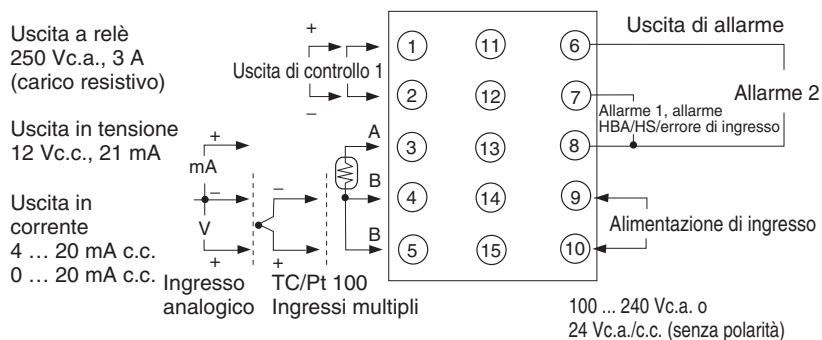 Uscita a relè
250 Vc.a., 3 A
(carico resistivo)
Uscita in tensione
12 Vc.c., 21 mA
Uscita in
corrente
4 ... 20 mA c.c.
0 ... 20 mA c.c.
+
Uscita di controllo 1
−
+
mA
−
V
+
Ingresso
analogico
−
+
TC/Pt 100
Ingressi multipli
A
B
B
1
2
3
4
5
11
12
13
14
15
6
7
8
9
10
Uscita di allarme
Allarme 2
Allarme 1, allarme
HBA/HS/errore di ingresso
Alimentazione di ingresso
100 ... 240 Vc.a. o
24 Vc.a./c.c. (senza polarità)